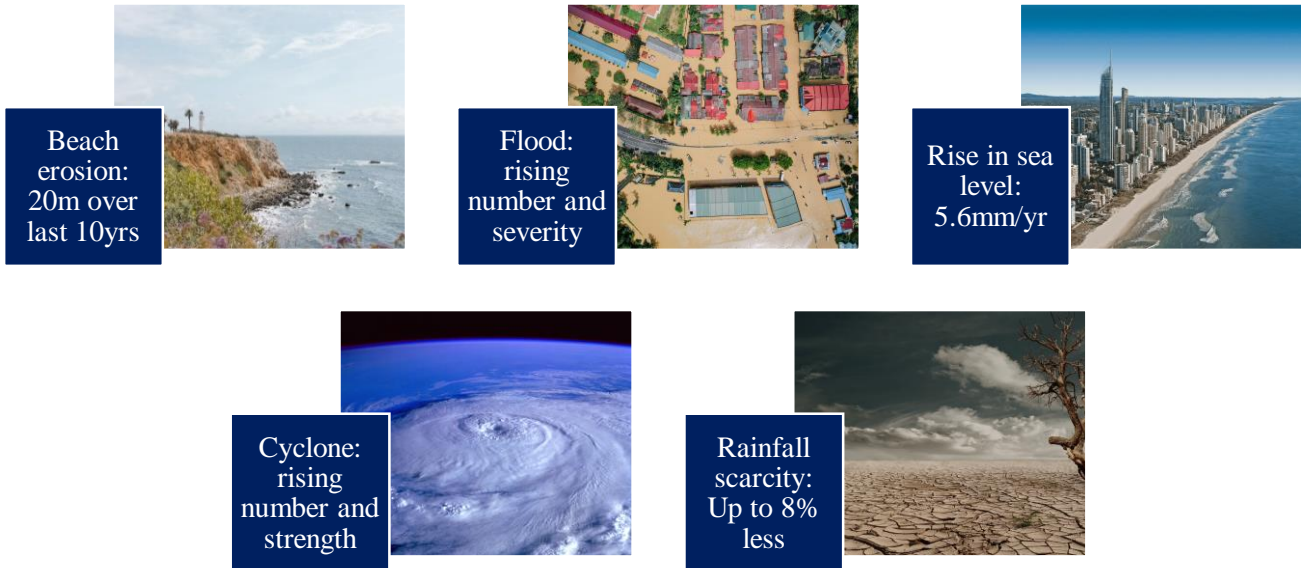 Beach
erosion:
20m over
last 10yrs
Flood:
rising
number and
severity
Rise in sea
level:
5.6mm/yr
Cyclone:
rising
number and
strength
Rainfall
scarcity:
Up to 8%
less